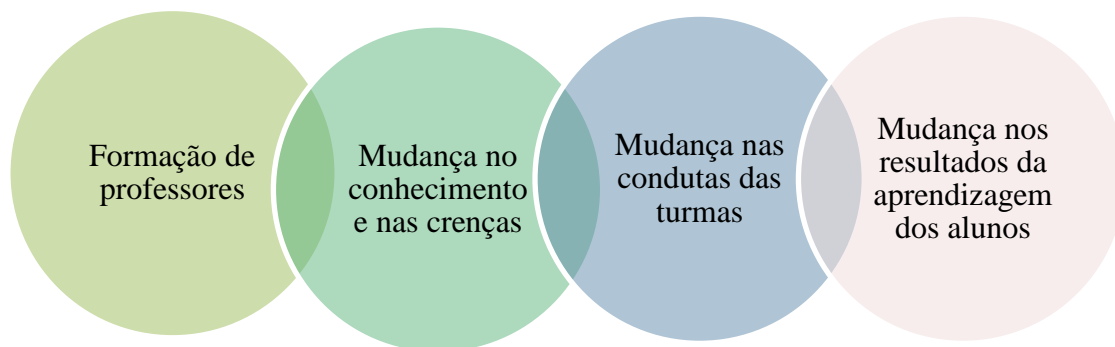 Formação de
professores
Mudança no
conhecimento
e nas crenças
Mudança nas
condutas das
turmas
Mudança nos
resultados da
aprendizagem
dos alunos